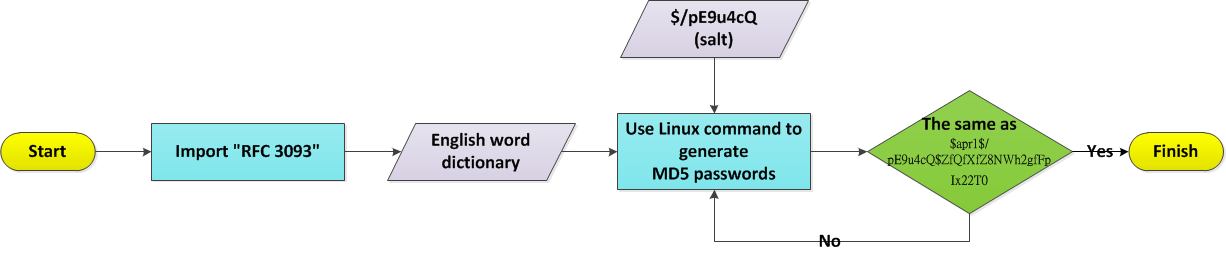 $/pE9u4cQ
(salt)
Start
Import "RFC 3093"
English word
dictionary
Use Linux command to
generate
MD5 passwords
The same as
$apr1$/
pE9u4cQ$ZfQfXfZ8NWh2gfFp
Ix22T0
Yes
Finish
No